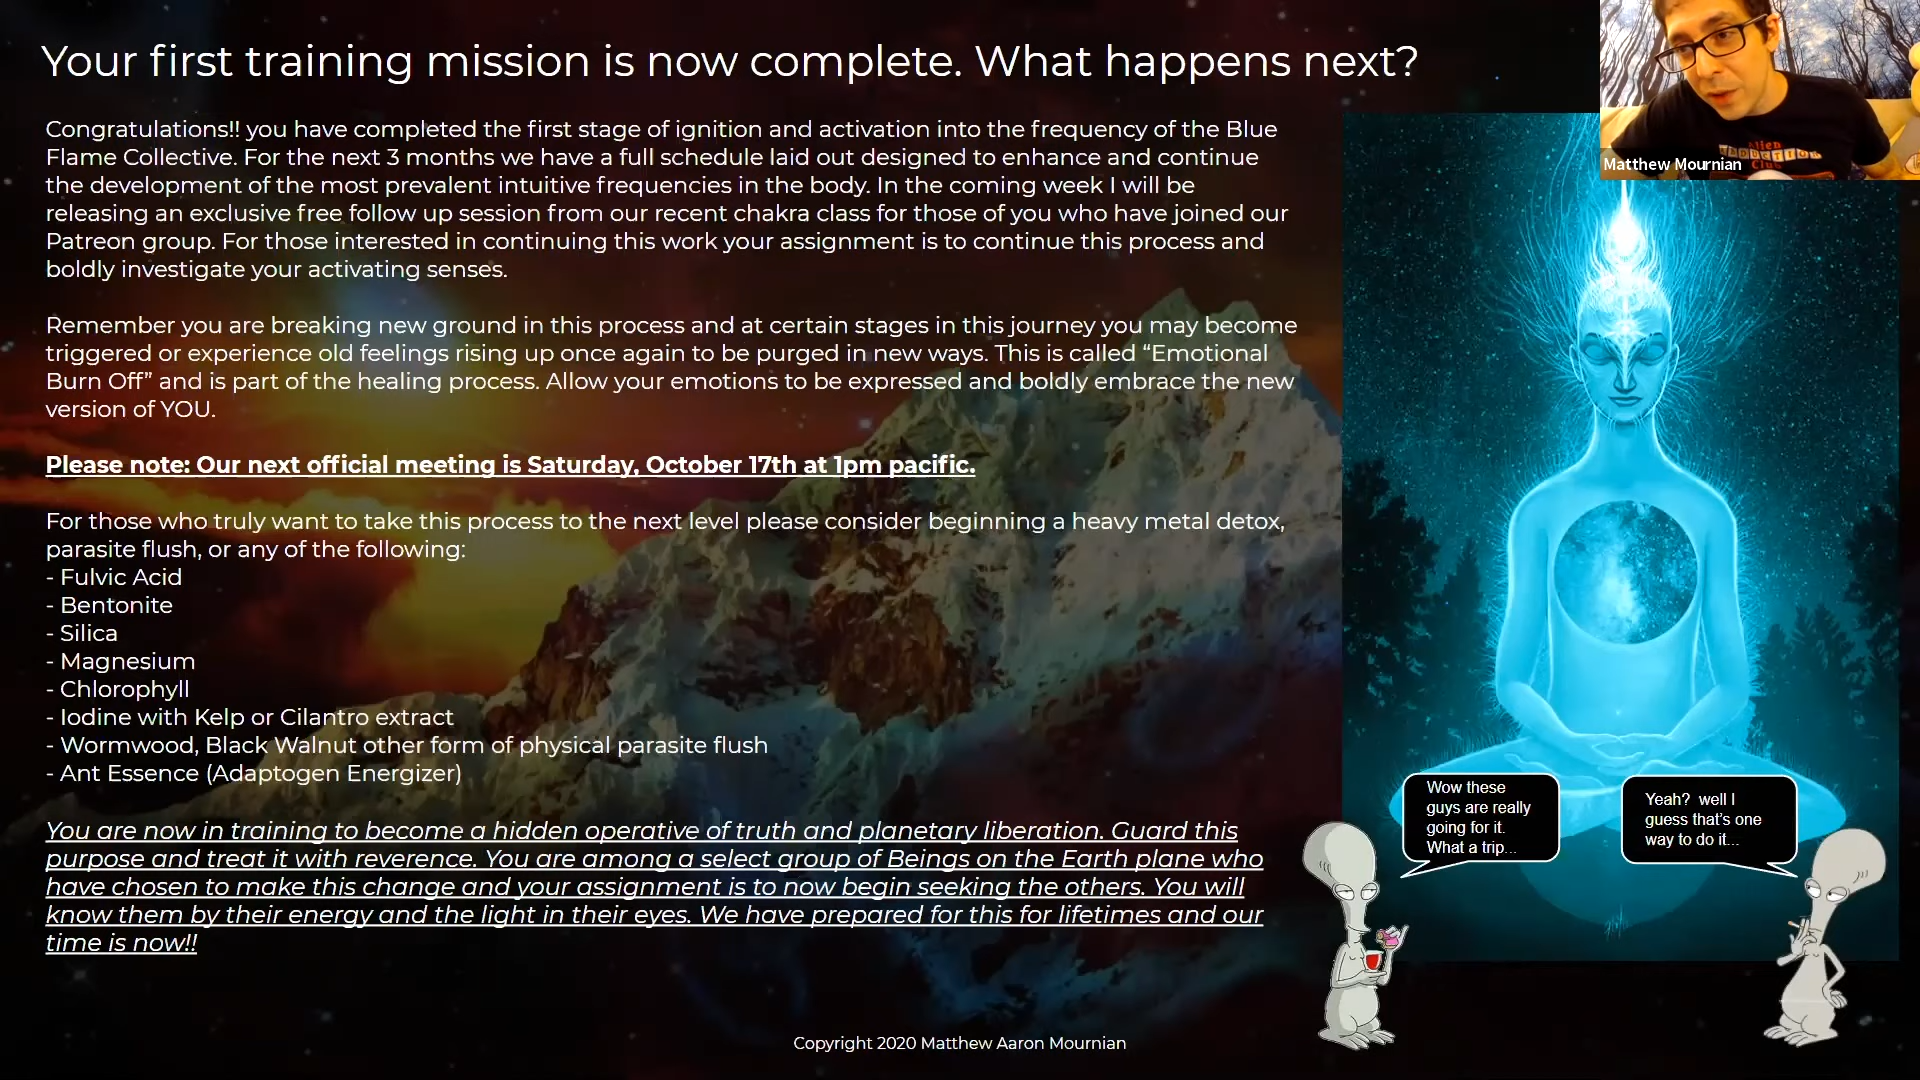 Your first training mission is now complete. What happens next?
Congratulations!! you have completed the first stage of ignition and activation into the frequency of the Blue
Flame Collective. For the next 3 months we have a full schedule laid out designed to enhance and continue
the development of the most prevalent intuitive frequencies in the body. In the coming week I will be
releasing an exclusive free follow up session from our recent chakra class for those of you who have joined our
Patreon group. For those interested in continuing this work your assignment is to continue this process and
boldly investigate your activating senses.
Remember you are breaking new ground in this process and at certain stages in this journey you may become
triggered or experience old feelings rising up once again to be purged in new ways. This is called “Emotional
Burn Off” and is part of the healing process. Allow your emotions to be expressed and boldly embrace the new
version of YOU.
Please note: Our next official meeting is Saturday, October 17th at 1pm pacific.
For those who truly want to take this process to the next level please consider beginning a heavy metal detox,
parasite flush, or any of the following:
- Fulvic Acid
- Bentonite
- Silica
- Magnesium
- Chlorophyll
- Iodine with Kelp or Cilantro extract
- Wormwood, Black Walnut other form of physical parasite flush
- Ant Essence (Adaptogen Energizer)
You are now in training to become a hidden operative of truth and planetary liberation. Guard this
purpose and treat it with reverence. You are among a select group of Beings on the Earth plane who
have chosen to make this change and your assignment is to now begin seeking the others. You will
know them by their energy and the light in their eyes. We have prepared for this for lifetimes and our
time is now!!
Copyright 2020 Matthew Aaron Mournian
Alien
ABDUCTION
Club
Matthew Mournian
Wow these
guys are really
going for it.
What a trip...
Yeah? well I
guess that's one
way to do it...